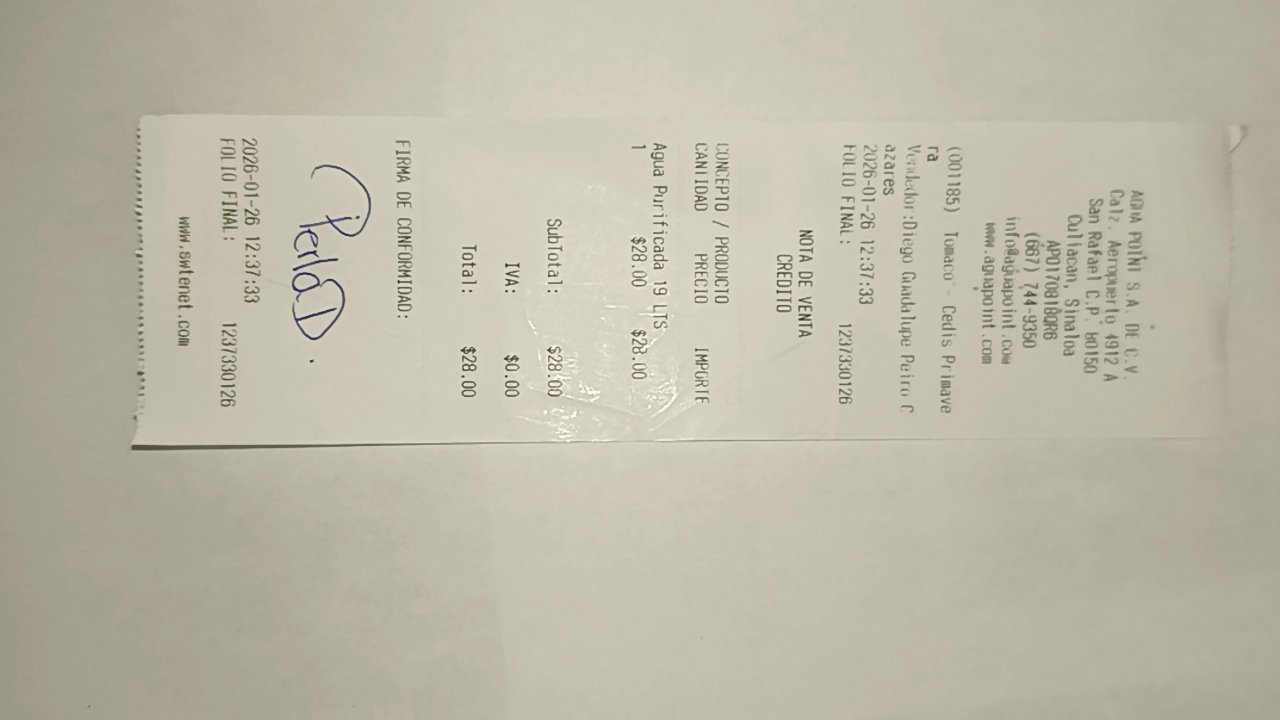 AGUA POINT S.A. DE C.V.
Calz. Aeropuerto 4912 A
San Rafael C.P. 80150
Culiacan, Sinaloa
APO170818QR6
(667) 744-9350
info@aguapoint.com
www.aguapoint.com
(001185) Tomaco - Cedis Primave
ra
Vendedor:Diego Guadalupe Peiro C
azares
2026-01-26 12:37:33
FOLIO FINAL: 1237330126
NOTA DE VENTA
CREDITO
CONCEPTO / PRODUCTO
CANTIDAD PRECIO IMPORTE
Agua Purificada 19 LTS
1 $28.00 $28.00
SubTotal: $28.00
IVA: $0.00
Total: $28.00
FIRMA DE CONFORMIDAD:
Perla D.
2026-01-26 12:37:33
FOLIO FINAL: 1237330126
www.swtenet.com